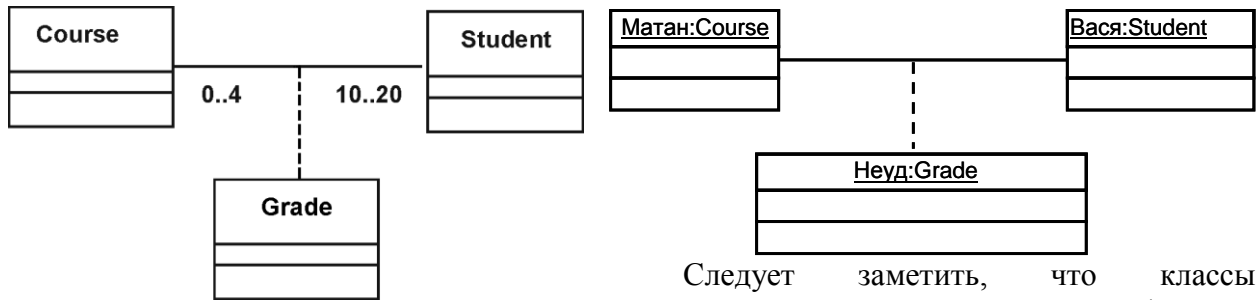 Course
Student
0..4
10..20
Grade
Матан:Course
Вася:Student
Неуд:Grade
Следует заметить, что классы